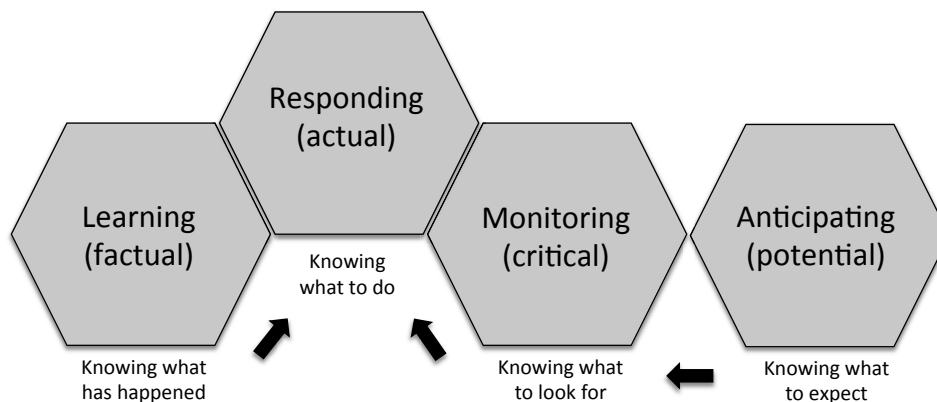 Learning
(factual)
Knowing what
has happened
Responding
(actual)
Knowing
what to do
Monitoring
(critical)
Knowing what
to look for
Anticipating
(potential)
Knowing what
to expect